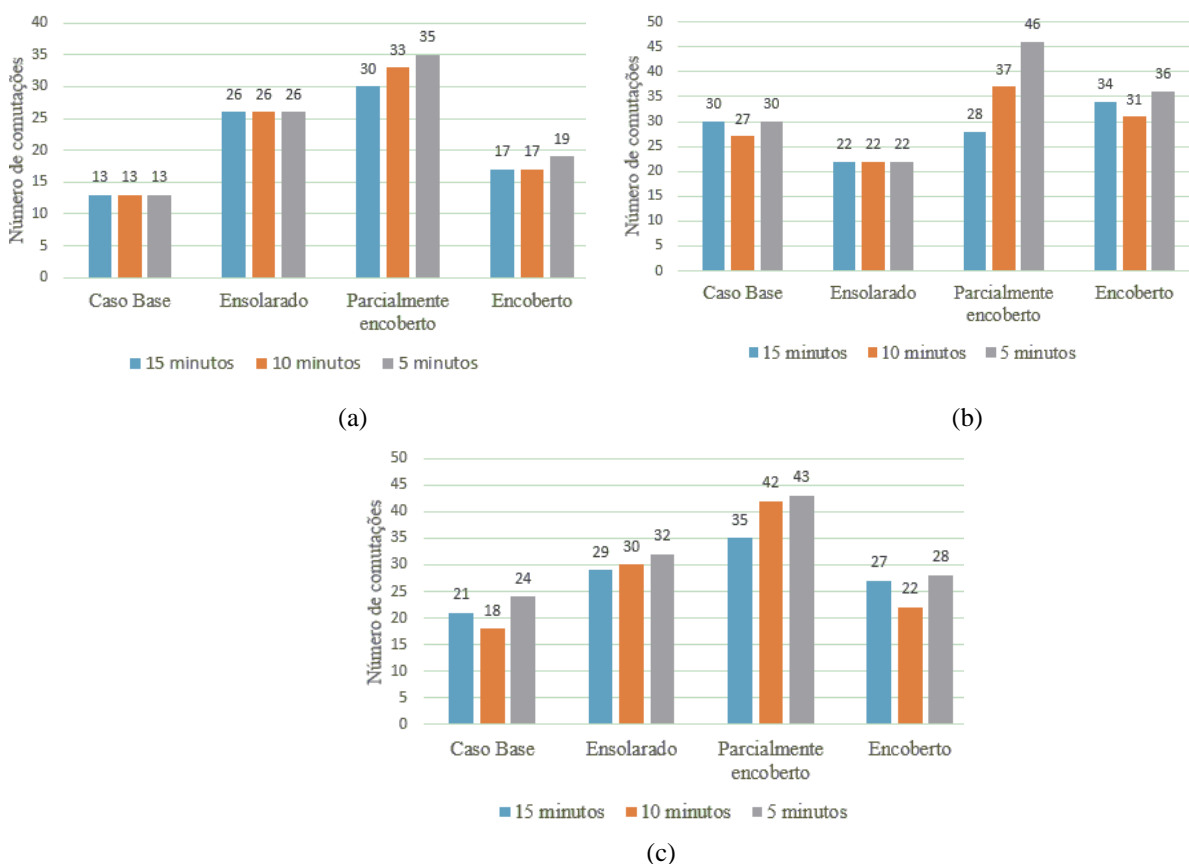 40
35
30
25
20
15
10
5
0
Número de comutações
13 13 13
26 26 26
30 33 35
17 17 19
Caso Base Ensolarado Parcialmente encoberto Encoberto
15 minutos 10 minutos 5 minutos
(a)
50
45
40
35
30
25
20
15
10
5
0
Número de comutações
30 27 30
22 22 22
28 37 46
34 31 36
Caso Base Ensolarado Parcialmente encoberto Encoberto
15 minutos 10 minutos 5 minutos
(b)
50
45
40
35
30
25
20
15
10
5
0
Número de comutações
21 18 24
29 30 32
35 42 43
27 22 28
Caso Base Ensolarado Parcialmente encoberto Encoberto
15 minutos 10 minutos 5 minutos
(c)